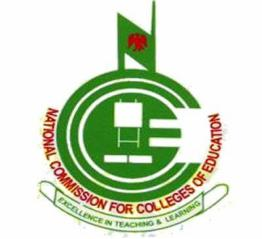 NATIONAL COMMISSION FOR COLLEGES OF EDUCATION
EXCELLENCE IN TEACHING & LEARNING